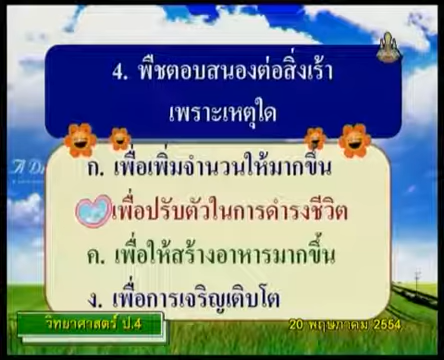 4. พืชตอบสนองต่อสิ่งเร้า
เพราะเหตุใด
ก. เพื่อเพิ่มจำนวนให้มากขึ้น
เพื่อปรับตัวในการดำรงชีวิต
ค. เพื่อให้สร้างอาหารมากขึ้น
ง. เพื่อการเจริญเติบโต
วิทยาศาสตร์ ป.4
20 พฤษภาคม 2554